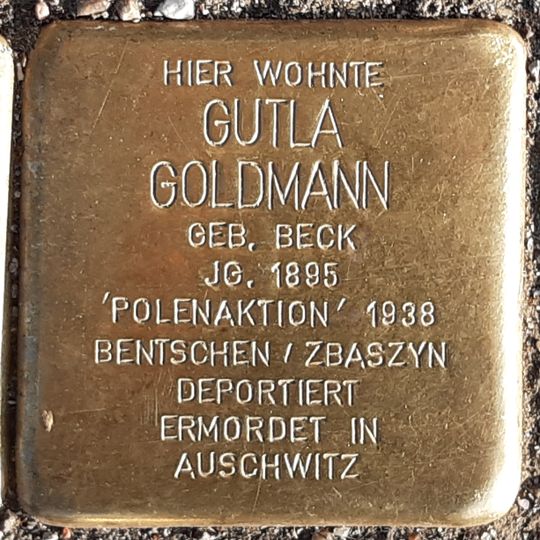 HIER WOHNTE
GUTLA
GOLDMANN
GEB. BECK
JG. 1895
'POLENAKTION' 1938
BENTSCHEN / ZBASZYN
DEPORTIERT
ERMORDET IN
AUSCHWITZ